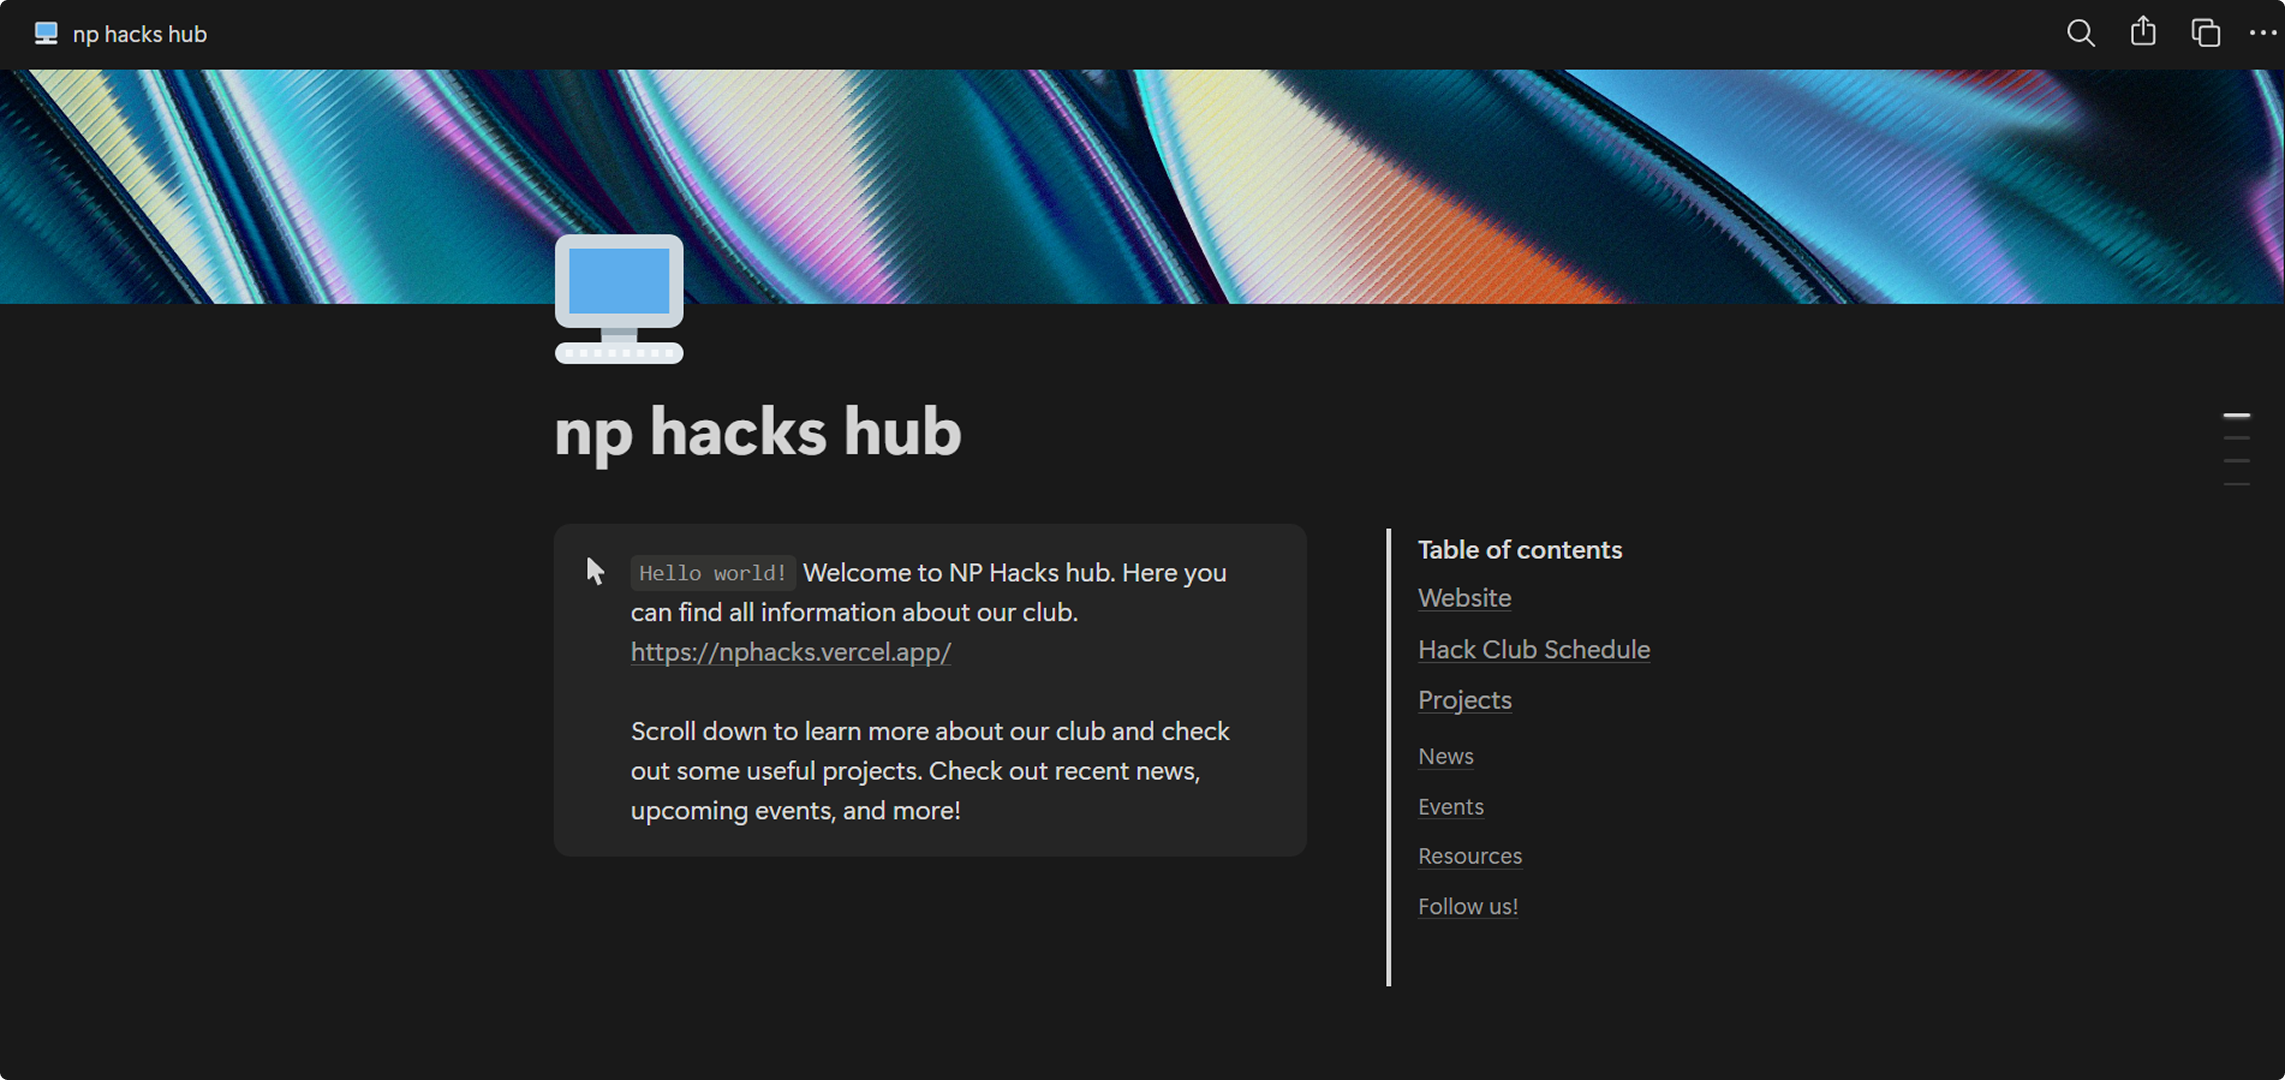 np hacks hub
np hacks hub
Hello world! Welcome to NP Hacks hub. Here you
can find all information about our club.
https://nphacks.vercel.app/
Scroll down to learn more about our club and check
out some useful projects. Check out recent news,
upcoming events, and more!
Table of contents
Website
Hack Club Schedule
Projects
News
Events
Resources
Follow us!